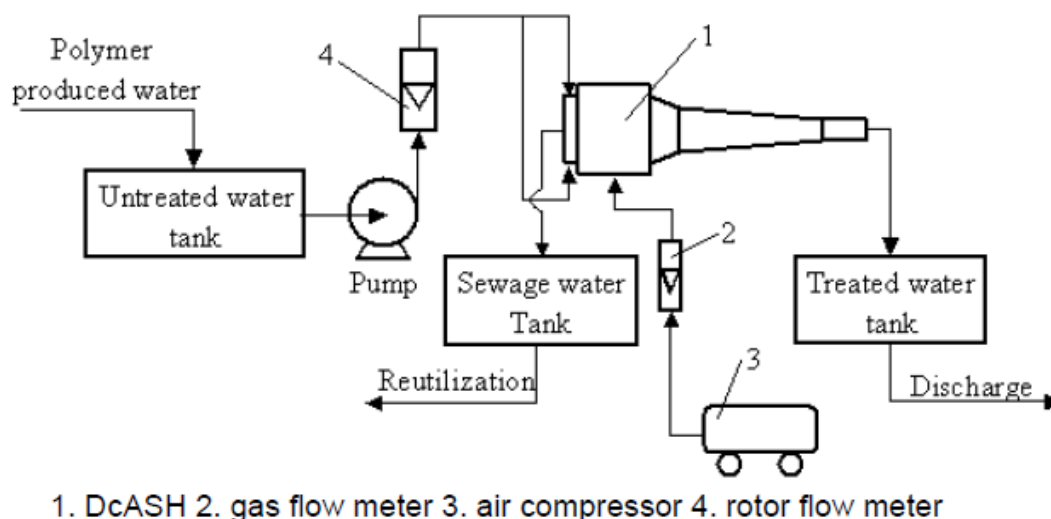 Polymer
produced water
4
1
Untreated water
tank
Pump
2
Sewage water
Tank
Treated water
tank
3
Reutilization
Discharge
1. DcASH 2. gas flow meter 3. air compressor 4. rotor flow meter